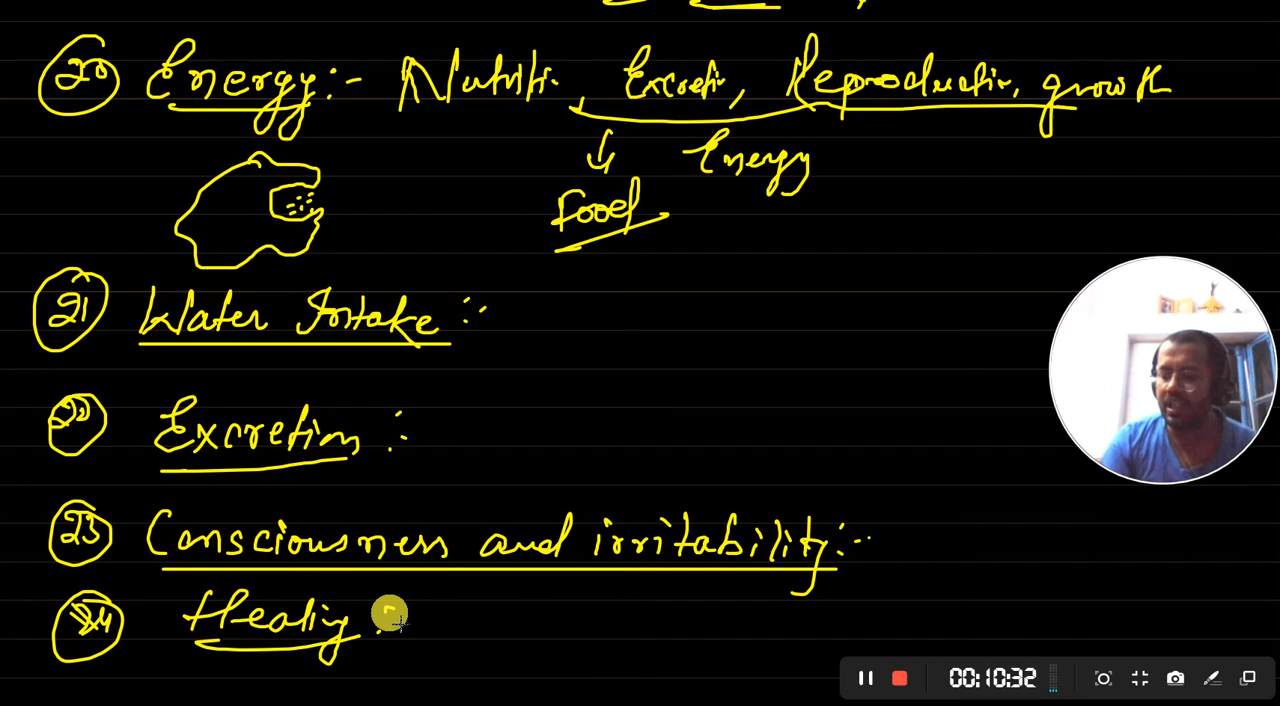 20 Energy:- Nutriti, Excreti, Reproductin, growth
Energy
Food
21 Water Intake :-
22 Excretion :
23 Consciousness and irritability:-
24 Healing :
00:10:32